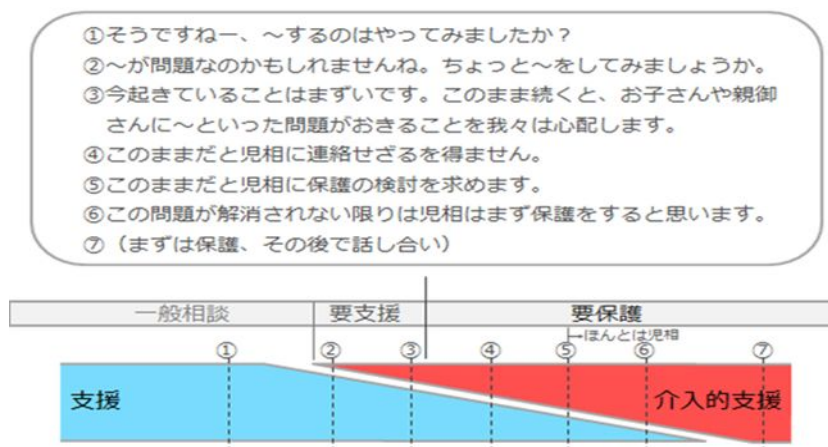 ①そうですねー、～するのはやってみましたか？
②～が問題なのかもしれませんね。ちょっと～をしてみましょうか。
③今起きていることはまずいです。このまま続くと、お子さんや親御
さんに～といった問題がおきることを我々は心配します。
④このままだと児相に連絡せざるを得ません。
⑤このままだと児相に保護の検討を求めます。
⑥この問題が解消されない限りは児相はまず保護をすると思います。
⑦（まずは保護、その後で話し合い）
一般相談 要支援 要保護
→ほんとは児相
① ② ③ ④ ⑤ ⑥ ⑦
支援 介入的支援